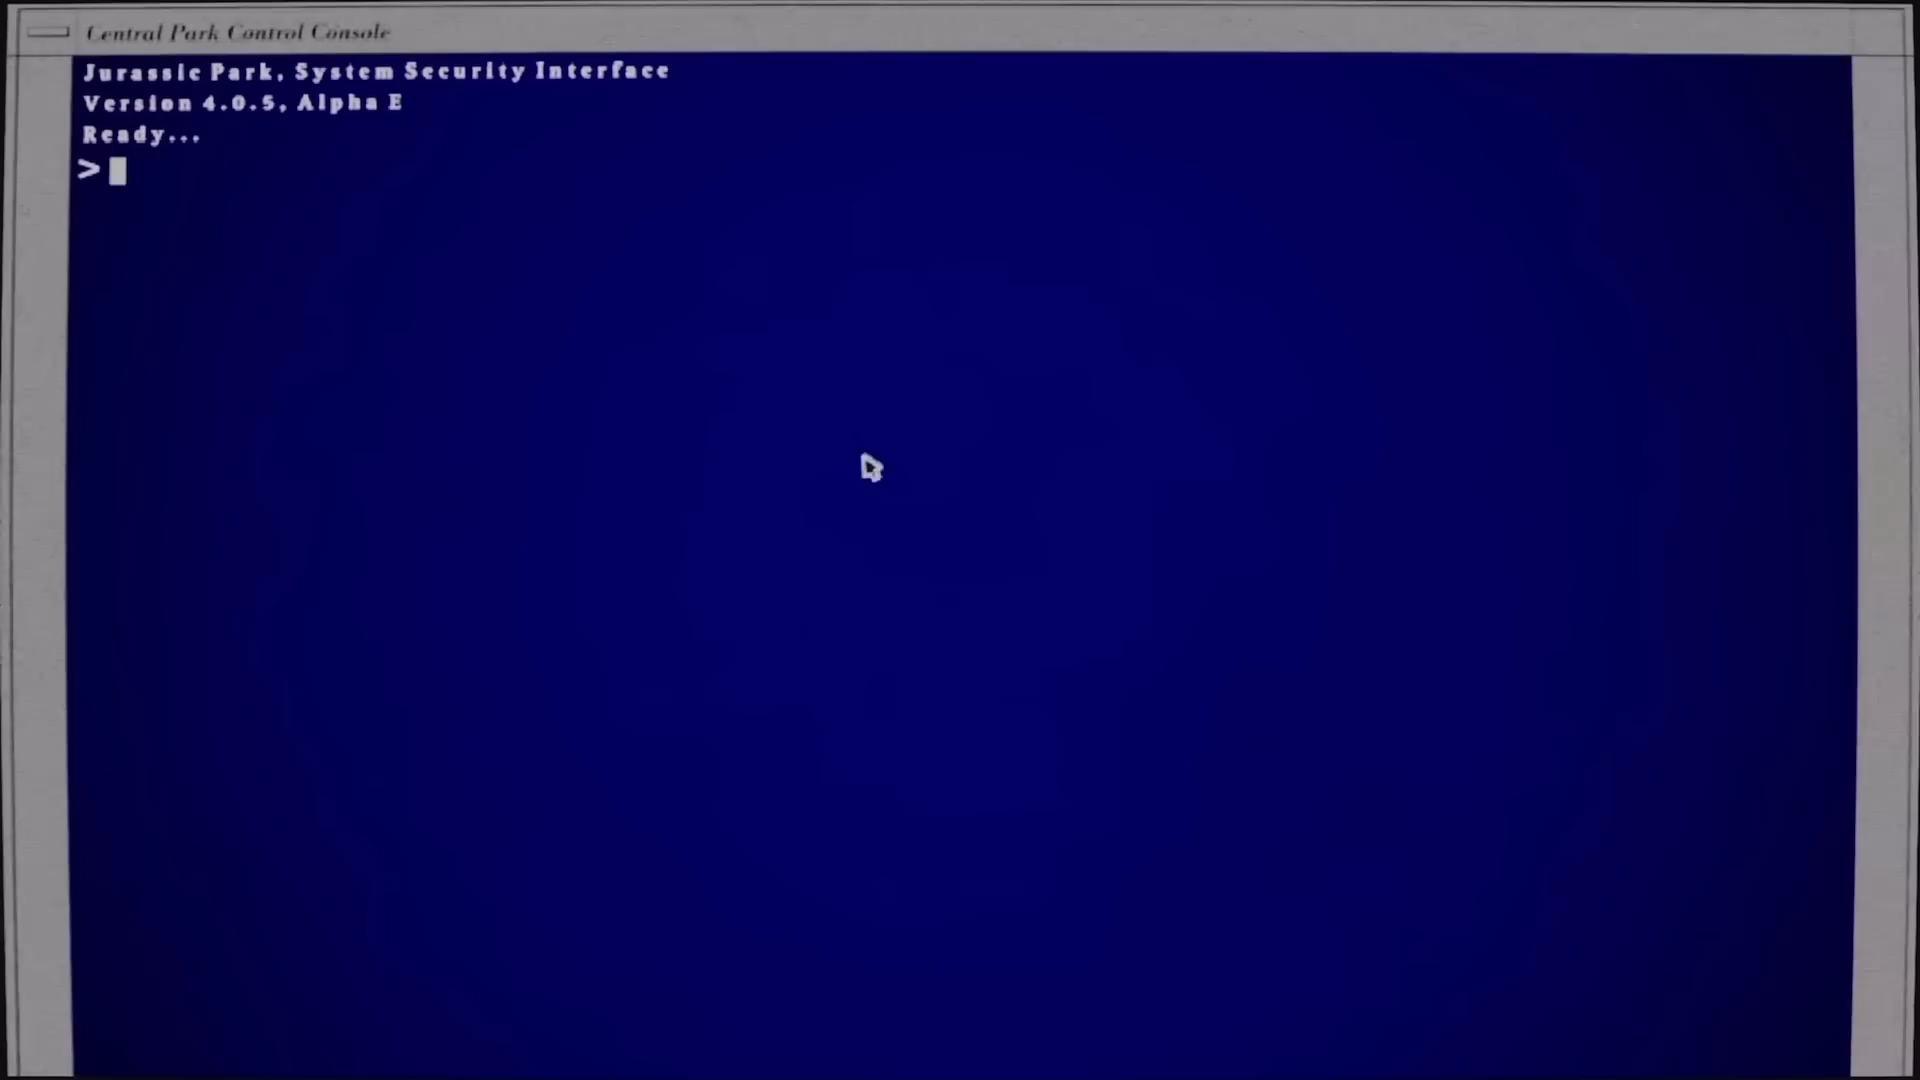 Central Park Control Console
Jurassic Park, System Security Interface
Version 4.0.5, Alpha E
Ready...
>